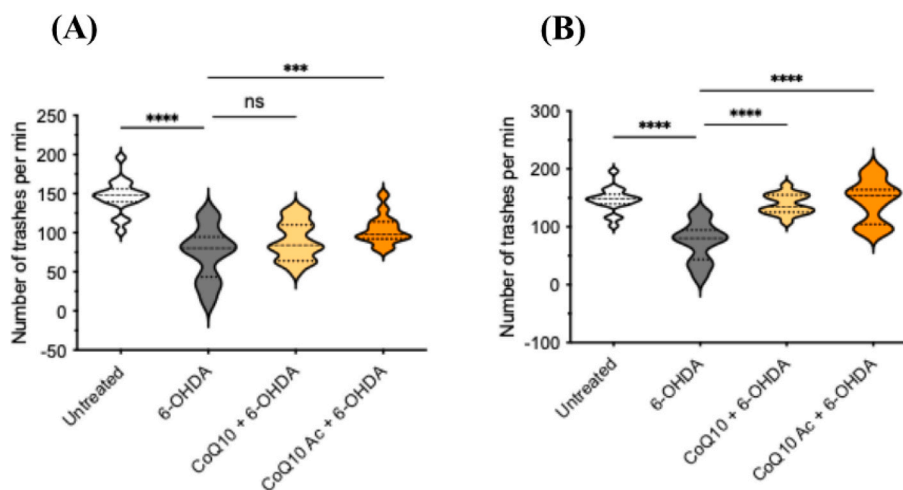 (A)
***
ns
****
Number of trashes per min
250
200
150
100
50
0
-50
Untreated
6-OHDA
CoQ10 + 6-OHDA
CoQ10 Ac + 6-OHDA
(B)
****
****
****
Number of trashes per min
300
200
100
0
-100
Untreated
6-OHDA
CoQ10 + 6-OHDA
CoQ10 Ac + 6-OHDA